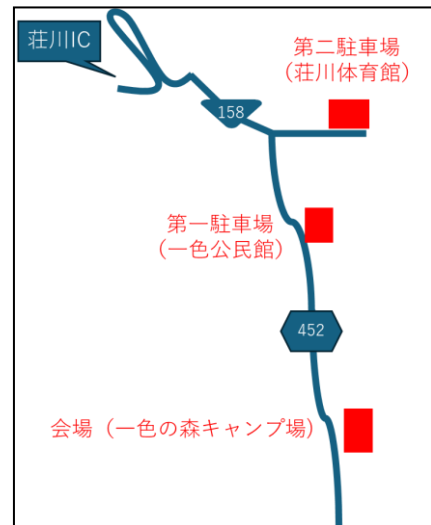 荘川IC
第二駐車場
（荘川体育館）
158
第一駐車場
（一色公民館）
452
会場（一色の森キャンプ場）